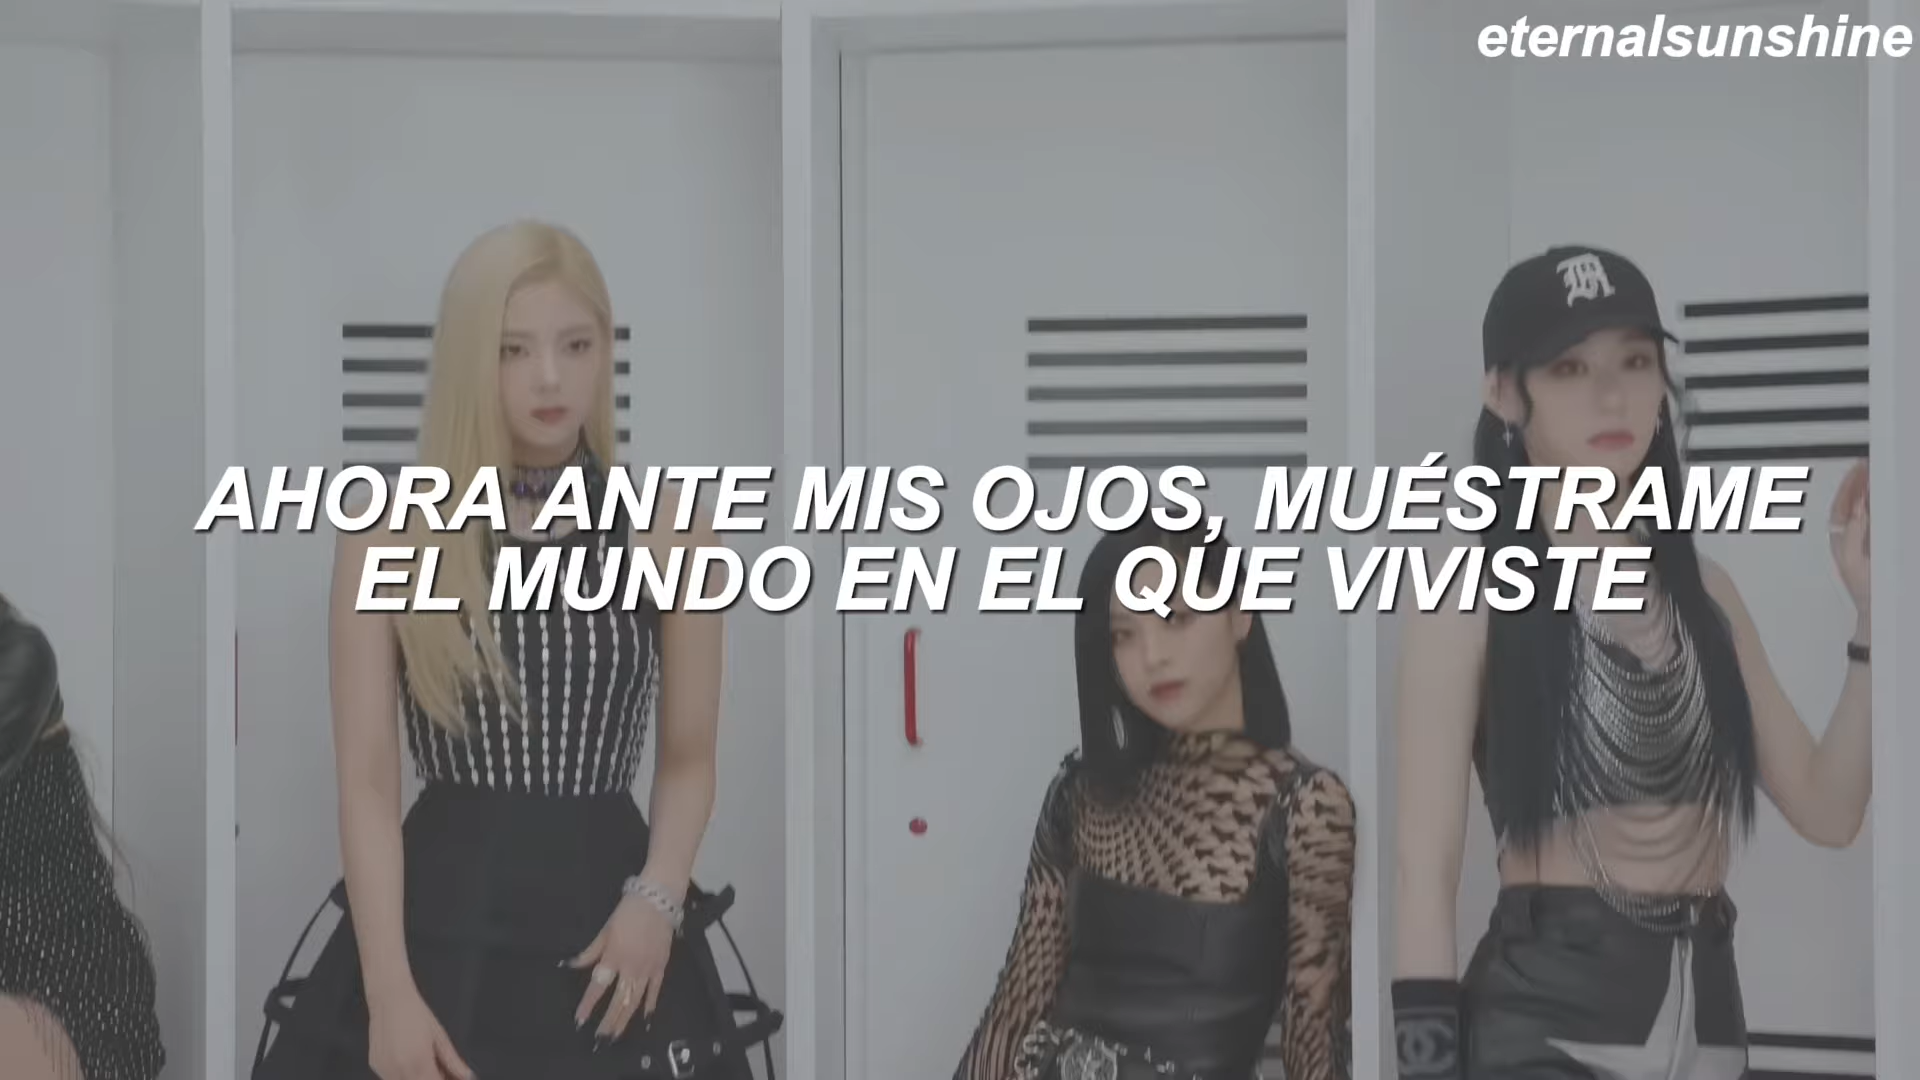 eternalsunshine
AHORA ANTE MIS OJOS, MUÉSTRAME
EL MUNDO EN EL QUE VIVISTE